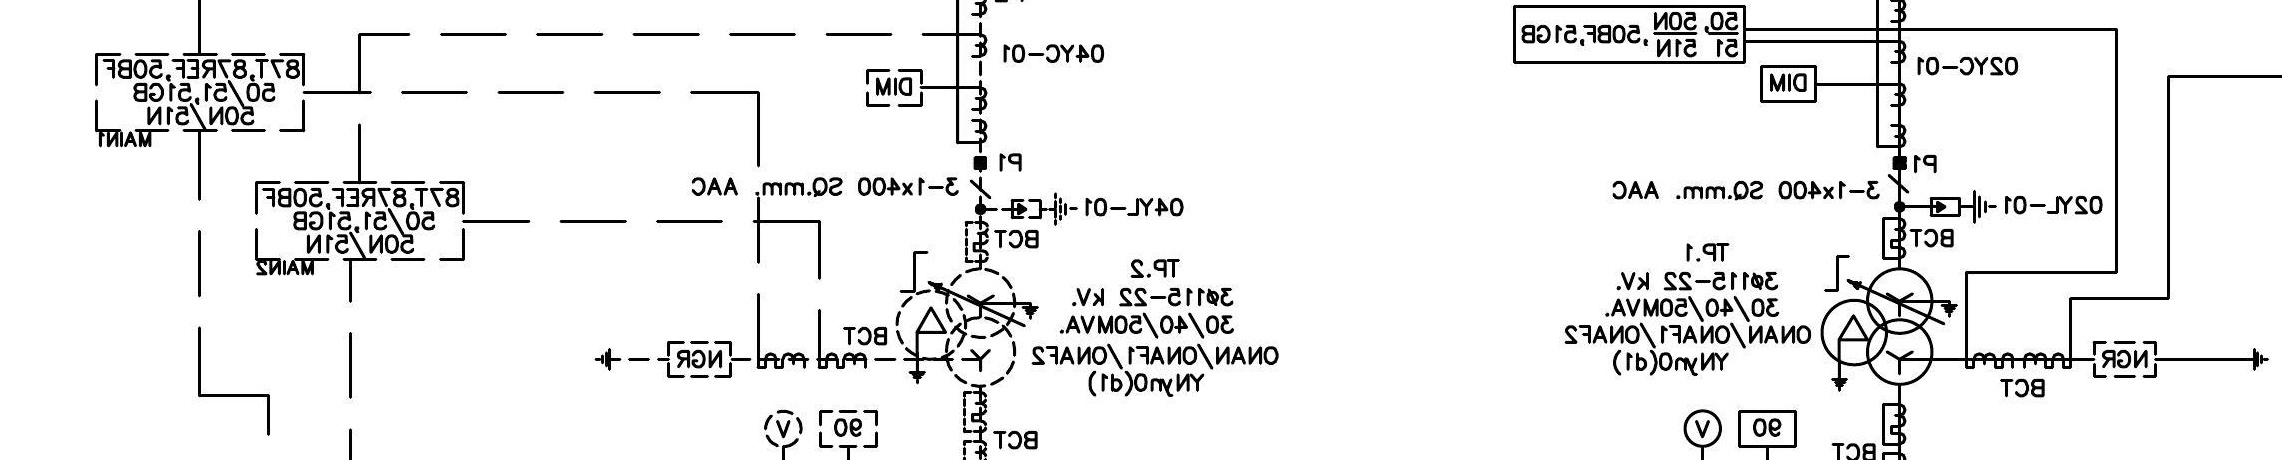 87T,87REF,50BF
50/51,51GB
50N/51N
MAIN1
87T,87REF,50BF
50/51,51GB
50N/51N
MAIN2
04YC-01
DIM
P1
3-1x400 SQ.mm. AAC
04YL-01
BCT
TP.2
3ø115-22 kV.
30/40/50MVA.
ONAN/ONAF1/ONAF2
YNyn0(d1)
BCT
NGR
V
90
BCT
50, 50N ,50BF,51GB
51 51N
02YC-01
DIM
P1
3-1x400 SQ.mm. AAC
02YL-01
BCT
TP.1
3ø115-22 kV.
30/40/50MVA.
ONAN/ONAF1/ONAF2
YNyn0(d1)
NGR
BCT
V
90
BCT